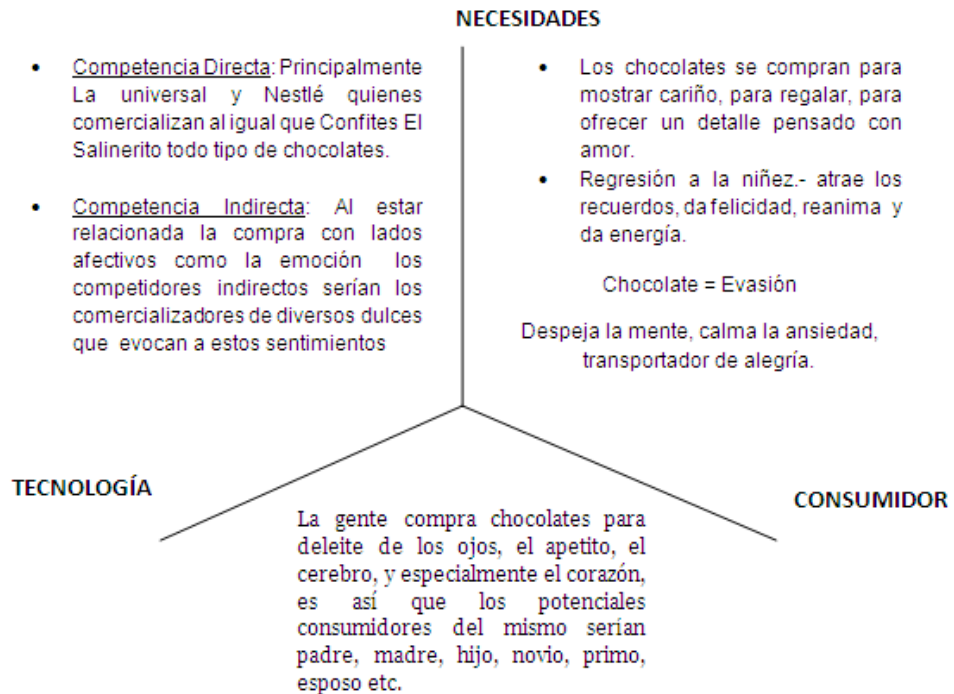 NECESIDADES
• Competencia Directa: Principalmente
La universal y Nestlé quienes
comercializan al igual que Confites El
Salinerito todo tipo de chocolates.
• Competencia Indirecta: Al estar
relacionada la compra con lados
afectivos como la emoción los
competidores indirectos serían los
comercializadores de diversos dulces
que evocan a estos sentimientos
• Los chocolates se compran para
mostrar cariño, para regalar, para
ofrecer un detalle pensado con
amor.
• Regresión a la niñez.- atrae los
recuerdos, da felicidad, reanima y
da energía.
Chocolate = Evasión
Despeja la mente, calma la ansiedad,
transportador de alegría.
TECNOLOGÍA
CONSUMIDOR
La gente compra chocolates para
deleite de los ojos, el apetito, el
cerebro, y especialmente el corazón,
es así que los potenciales
consumidores del mismo serían
padre, madre, hijo, novio, primo,
esposo etc.